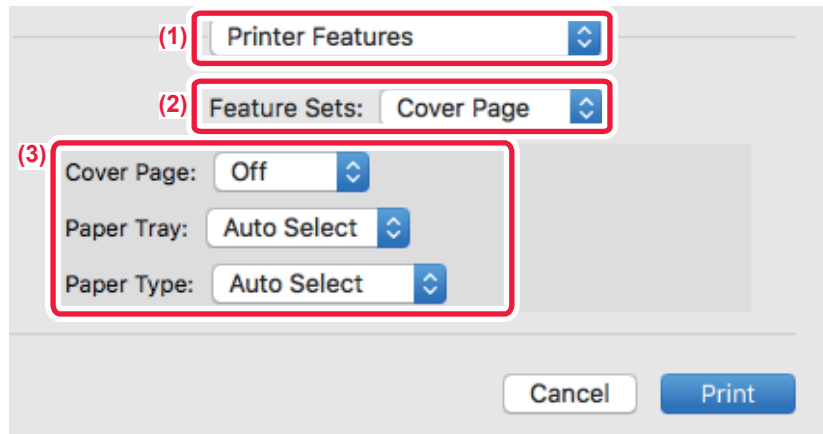 (1) Printer Features
(2) Feature Sets: Cover Page
(3)
Cover Page: Off
Paper Tray: Auto Select
Paper Type: Auto Select
Cancel Print